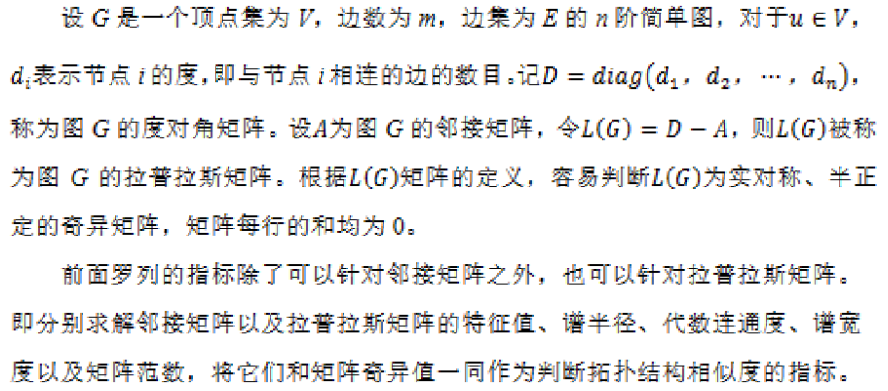 设 G 是一个顶点集为 V，边数为 m，边集为 E 的 n 阶简单图，对于u ∈ V，
d_i表示节点 i 的度，即与节点 i 相连的边的数目。记D = diag(d_1，d_2，⋯，d_n)，
称为图 G 的度对角矩阵。设A为图 G 的邻接矩阵，令L(G) = D − A，则L(G)被称
为图 G 的拉普拉斯矩阵。根据L(G)矩阵的定义，容易判断L(G)为实对称、半正
定的奇异矩阵，矩阵每行的和均为 0。
前面罗列的指标除了可以针对邻接矩阵之外，也可以针对拉普拉斯矩阵。
即分别求解邻接矩阵以及拉普拉斯矩阵的特征值、谱半径、代数连通度、谱宽
度以及矩阵范数，将它们和矩阵奇异值一同作为判断拓扑结构相似度的指标。